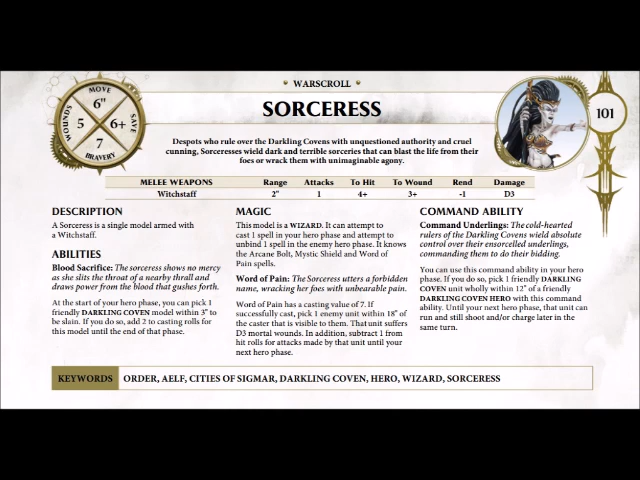 WARSCROLL
SORCERESS
MOVE
6"
WOUNDS
5
6+
SAVE
7
BRAVERY
101
Despots who rule over the Darkling Covens with unquestioned authority and cruel
cunning, Sorceresses wield dark and terrible sorceries that can blast the life from their
foes or wrack them with unimaginable agony.
MELEE WEAPONS Range Attacks To Hit To Wound Rend Damage
Witchstaff 2" 1 4+ 3+ -1 D3
DESCRIPTION
A Sorceress is a single model armed with
a Witchstaff.
ABILITIES
Blood Sacrifice: The sorceress shows no mercy
as she slits the throat of a nearby thrall and
draws power from the blood that gushes forth.
At the start of your hero phase, you can pick 1
friendly DARKLING COVEN model within 3" to
be slain. If you do so, add 2 to casting rolls for
this model until the end of that phase.
MAGIC
This model is a WIZARD. It can attempt to
cast 1 spell in your hero phase and attempt to
unbind 1 spell in the enemy hero phase. It knows
the Arcane Bolt, Mystic Shield and Word of
Pain spells.
Word of Pain: The Sorceress utters a forbidden
name, wracking her foes with unbearable pain.
Word of Pain has a casting value of 7. If
successfully cast, pick 1 enemy unit within 18" of
the caster that is visible to them. That unit suffers
D3 mortal wounds. In addition, subtract 1 from
hit rolls for attacks made by that unit until your
next hero phase.
COMMAND ABILITY
Command Underlings: The cold-hearted
rulers of the Darkling Covens wield absolute
control over their ensorcelled underlings,
commanding them to do their bidding.
You can use this command ability in your hero
phase. If you do so, pick 1 friendly DARKLING
COVEN unit wholly within 12" of a friendly
DARKLING COVEN HERO with this command
ability. Until your next hero phase, that unit can
run and still shoot and/or charge later in the
same turn.
KEYWORDS ORDER, AELF, CITIES OF SIGMAR, DARKLING COVEN, HERO, WIZARD, SORCERESS